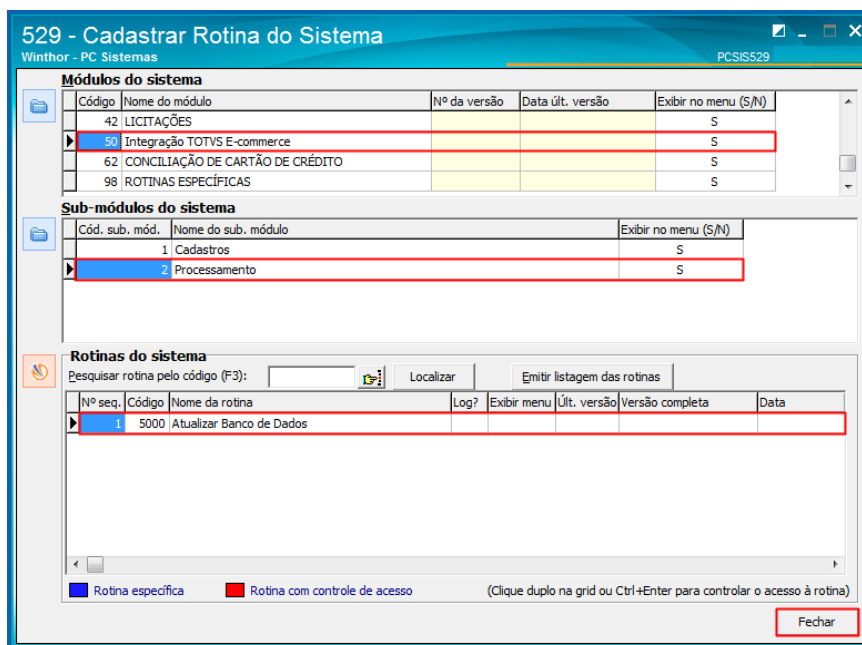 529 - Cadastrar Rotina do Sistema
Winthor - PC Sistemas PCSIS529
Módulos do sistema
Código Nome do módulo Nº da versão Data últ. versão Exibir no menu (S/N)
42 LICITAÇÕES S
50 Integração TOTVS E-commerce S
62 CONCILIAÇÃO DE CARTÃO DE CRÉDITO S
98 ROTINAS ESPECÍFICAS S
Sub-módulos do sistema
Cód. sub. mód. Nome do sub. módulo Exibir no menu (S/N)
1 Cadastros S
2 Processamento S
Rotinas do sistema
Pesquisar rotina pelo código (F3): Localizar Emitir listagem das rotinas
Nº seq. Código Nome da rotina Log? Exibir menu Últ. versão Versão completa Data
1 5000 Atualizar Banco de Dados
Rotina específica Rotina com controle de acesso (Clique duplo na grid ou Ctrl+Enter para controlar o acesso à rotina)
Fechar